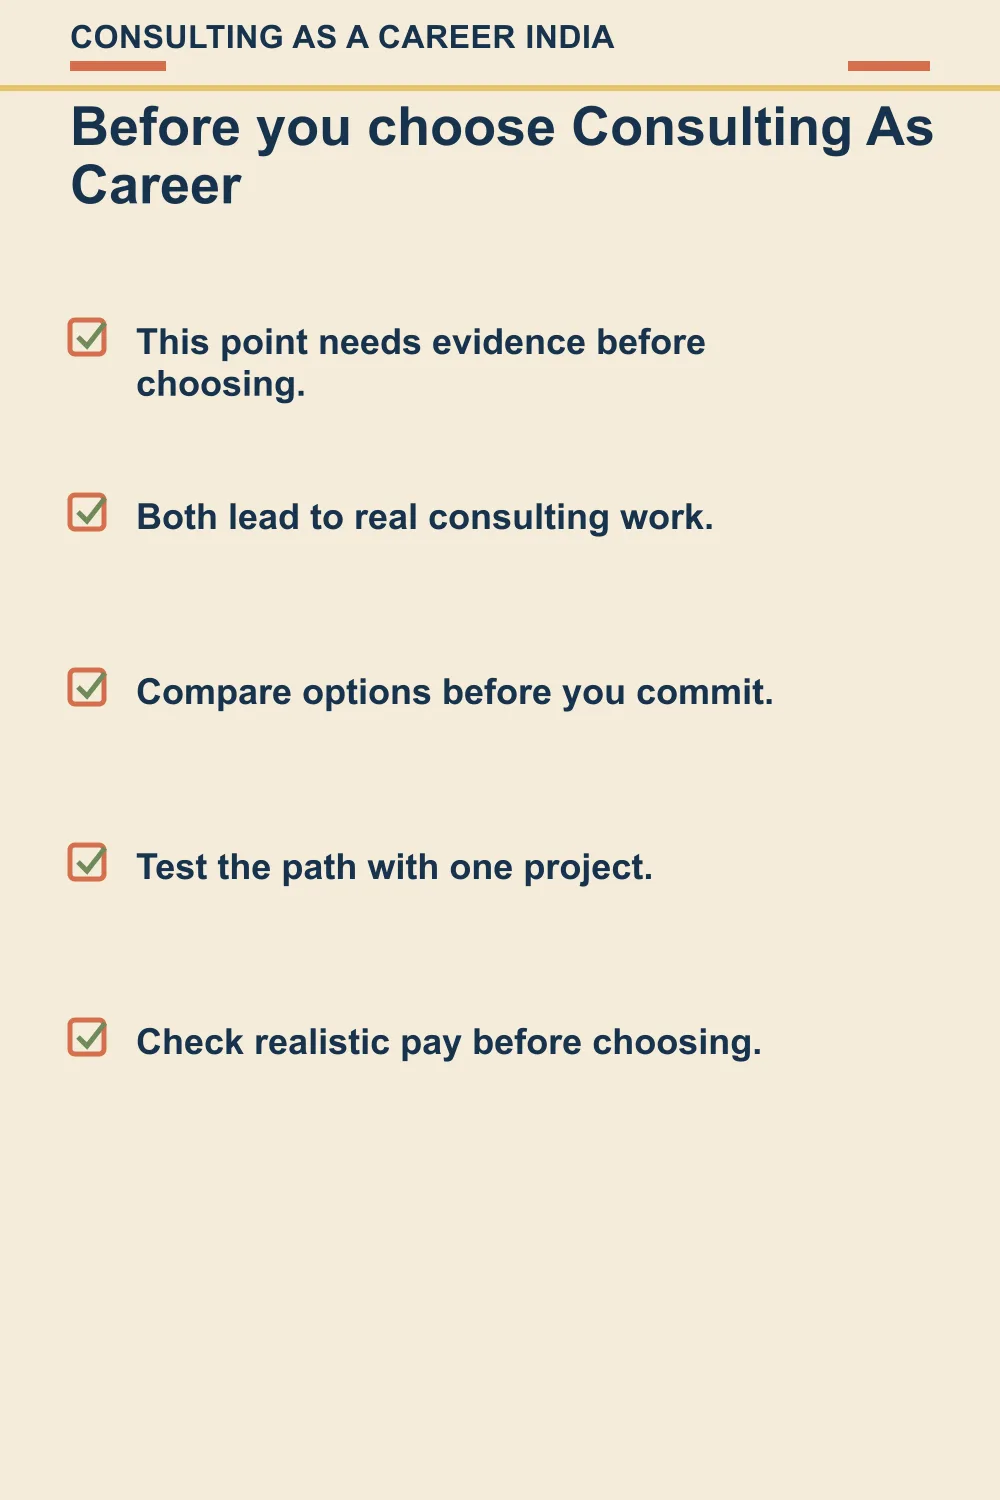 CONSULTING AS A CAREER INDIA
Before you choose Consulting As
Career
This point needs evidence before
choosing.
Both lead to real consulting work.
Compare options before you commit.
Test the path with one project.
Check realistic pay before choosing.